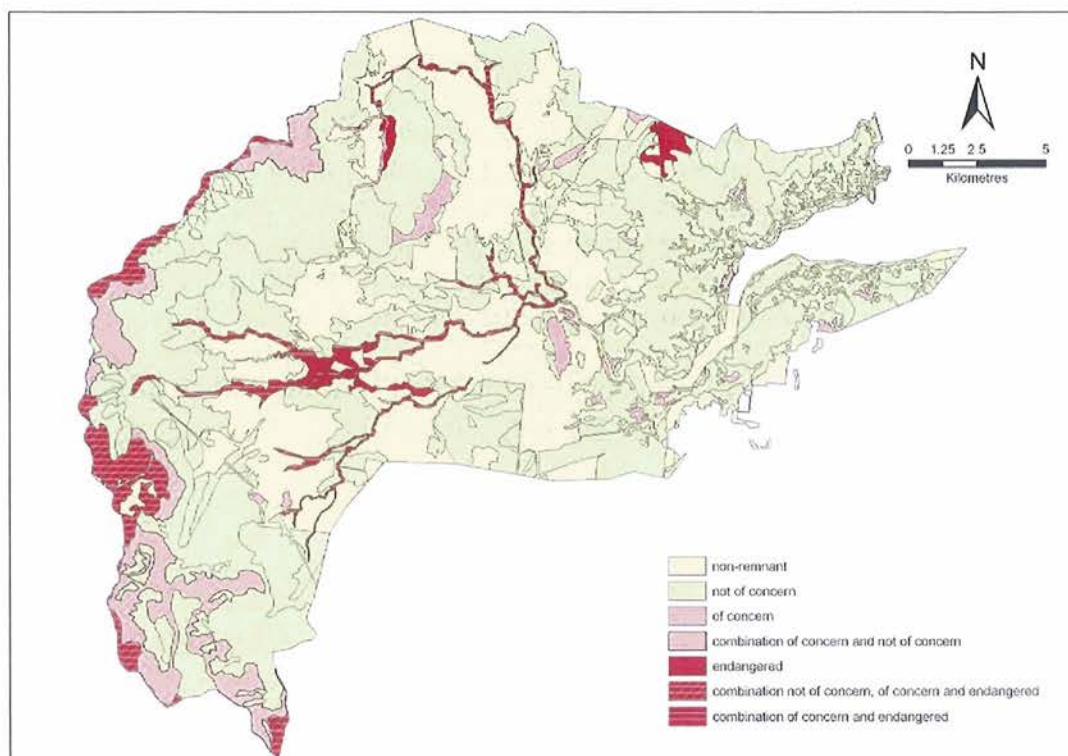 N
0 1.25 2.5 5
Kilometres
non-remnant
not of concern
of concern
combination of concern and not of concern
endangered
combination not of concern, of concern and endangered
combination of concern and endangered